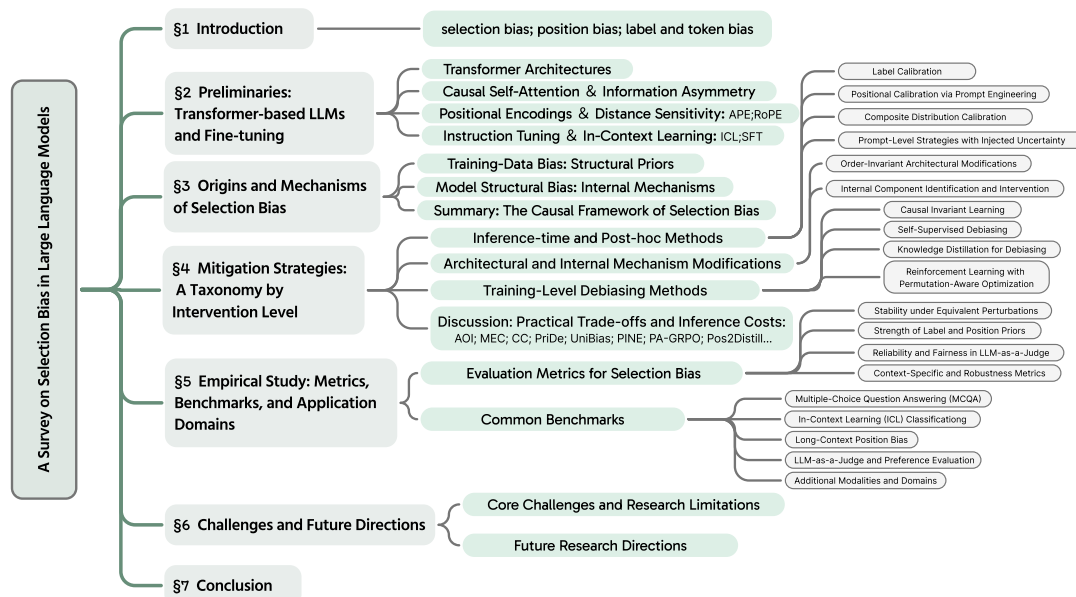 A Survey on Selection Bias in Large Language Models
§1 Introduction
selection bias; position bias; label and token bias
§2 Preliminaries:
Transformer-based LLMs
and Fine-tuning
Transformer Architectures
Causal Self-Attention & Information Asymmetry
Positional Encodings & Distance Sensitivity: APE;RoPE
Instruction Tuning & In-Context Learning: ICL;SFT
§3 Origins and Mechanisms
of Selection Bias
Training-Data Bias: Structural Priors
Model Structural Bias: Internal Mechanisms
Summary: The Causal Framework of Selection Bias
§4 Mitigation Strategies:
A Taxonomy by
Intervention Level
Inference-time and Post-hoc Methods
Label Calibration
Positional Calibration via Prompt Engineering
Composite Distribution Calibration
Prompt-Level Strategies with Injected Uncertainty
Architectural and Internal Mechanism Modifications
Order-Invariant Architectural Modifications
Internal Component Identification and Intervention
Training-Level Debiasing Methods
Causal Invariant Learning
Self-Supervised Debiasing
Knowledge Distillation for Debiasing
Reinforcement Learning with
Permutation-Aware Optimization
Discussion: Practical Trade-offs and Inference Costs:
AOI; MEC; CC; PriDe; UniBias; PINE; PA-GRPO; Pos2Distill...
§5 Empirical Study: Metrics,
Benchmarks, and Application
Domains
Evaluation Metrics for Selection Bias
Stability under Equivalent Perturbations
Strength of Label and Position Priors
Reliability and Fairness in LLM-as-a-Judge
Context-Specific and Robustness Metrics
Common Benchmarks
Multiple-Choice Question Answering (MCQA)
In-Context Learning (ICL) Classificationg
Long-Context Position Bias
LLM-as-a-Judge and Preference Evaluation
Additional Modalities and Domains
§6 Challenges and Future Directions
Core Challenges and Research Limitations
Future Research Directions
§7 Conclusion